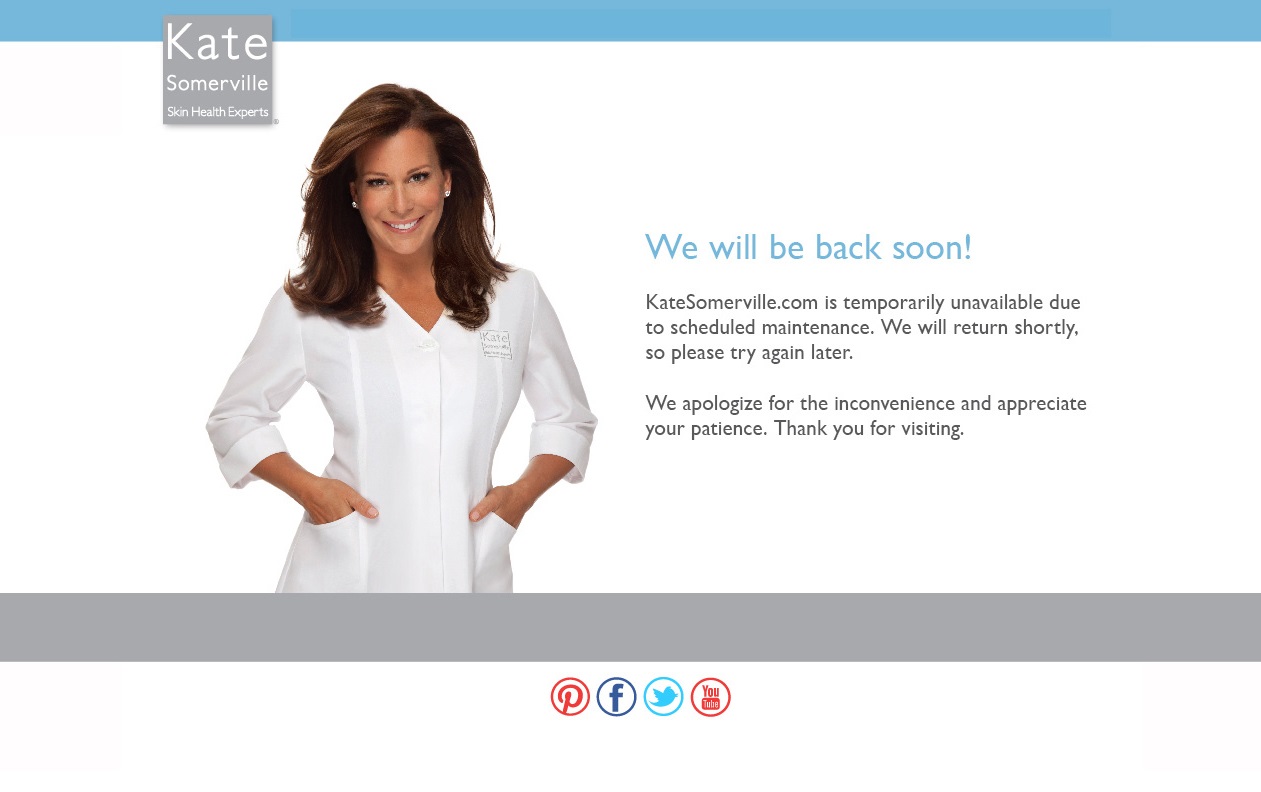 Kate
Somerville
Skin Health Experts
®
Kate
Somerville
We will be back soon!
KateSomerville.com is temporarily unavailable due
to scheduled maintenance. We will return shortly,
so please try again later.
We apologize for the inconvenience and appreciate
your patience. Thank you for visiting.
You
Tube